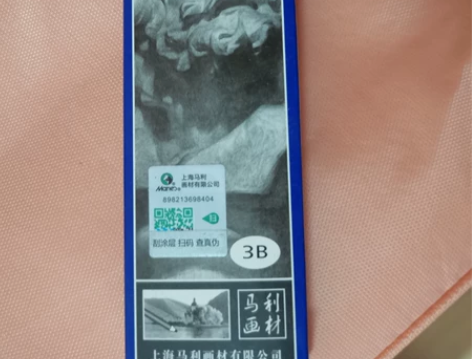 Marie's
上海马利
画材有限公司
898213698404
刮涂层 扫码 查真伪
3B
马利
画材
上海马利画材有限公司